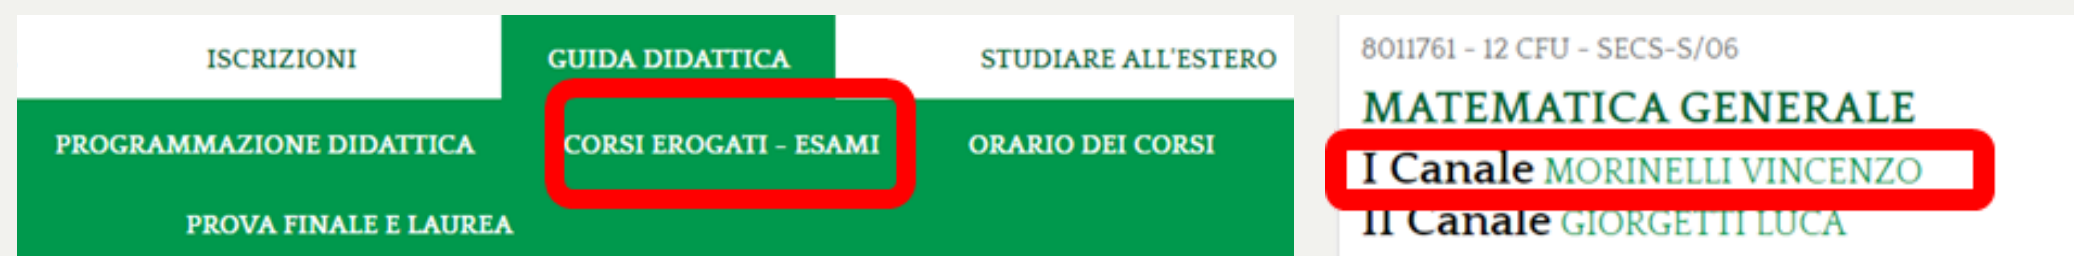 ISCRIZIONI GUIDA DIDATTICA STUDIARE ALL'ESTERO
PROGRAMMAZIONE DIDATTICA CORSI EROGATI - ESAMI ORARIO DEI CORSI
PROVA FINALE E LAUREA
8011761 - 12 CFU - SECS-S/06
MATEMATICA GENERALE
I Canale MORINELLI VINCENZO
II Canale GIORGETTI LUCA